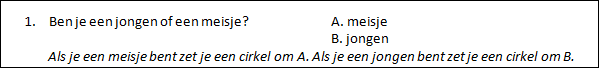 1. Ben je een jongen of een meisje? A. meisje
B. jongen
Als je een meisje bent zet je een cirkel om A. Als je een jongen bent zet je een cirkel om B.